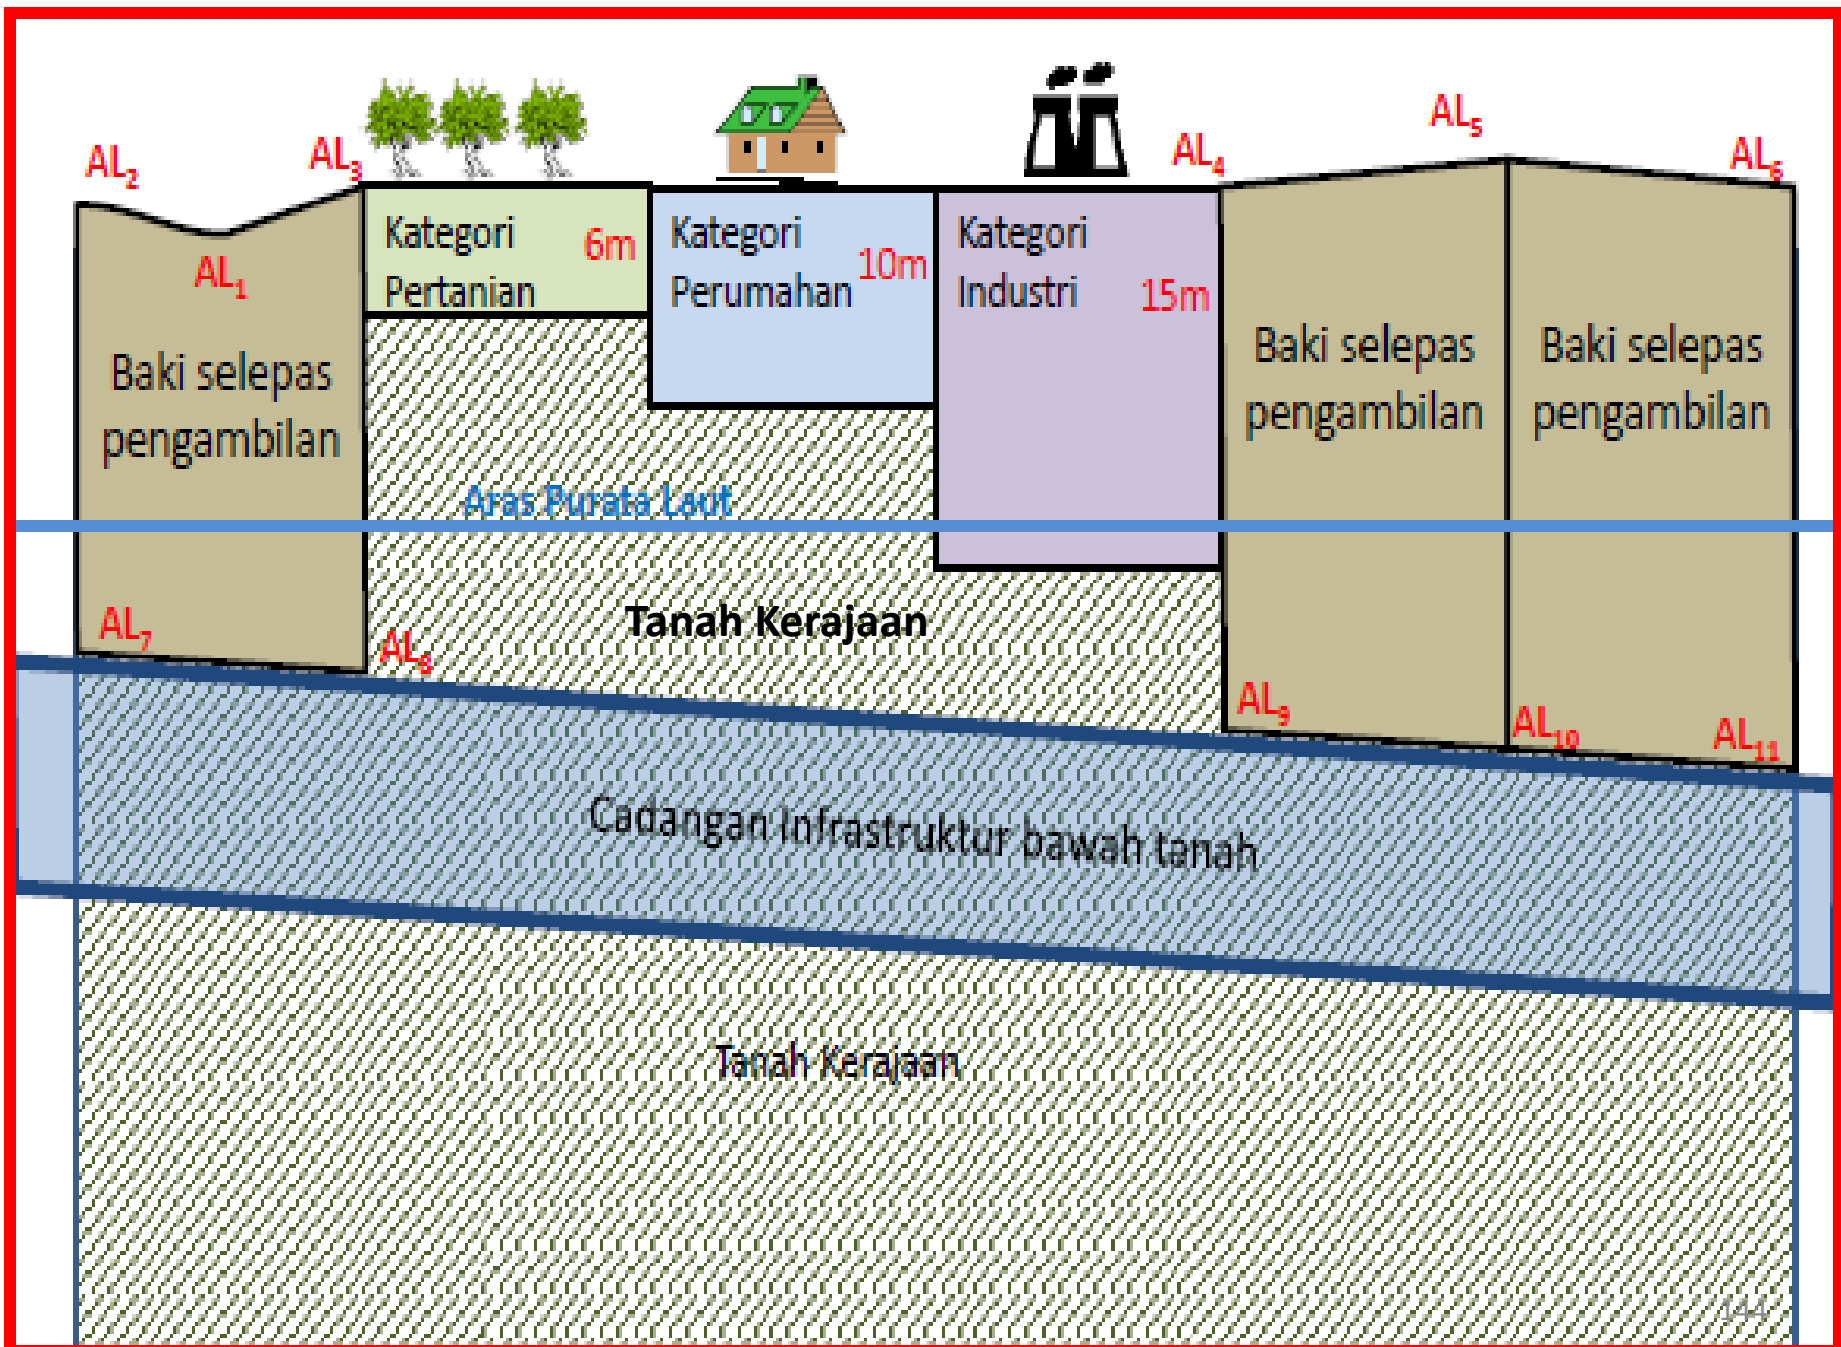 AL2
AL3
AL4
AL5
AL6
Kategori
Pertanian
6m
Kategori
Perumahan
10m
Kategori
Industri
15m
AL1
Baki selepas
pengambilan
Baki selepas
pengambilan
Baki selepas
pengambilan
Aras Purata Laut
Tanah Kerajaan
AL7
AL8
AL9
AL10
AL11
Cadangan Infrastruktur bawah tanah
Tanah Kerajaan
144